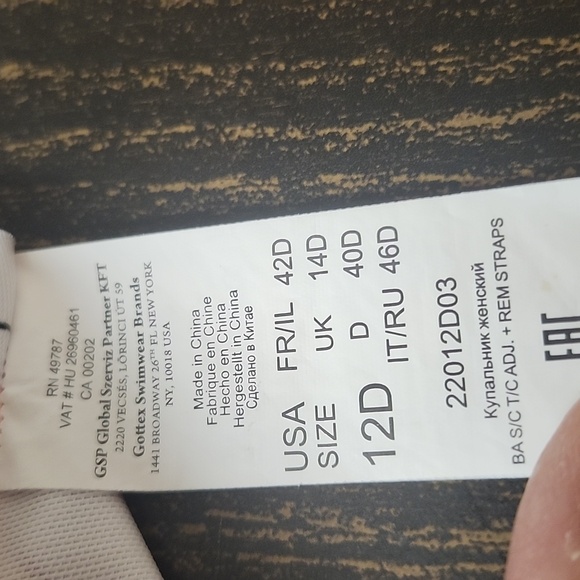 RN 49787
VAT # HU 26960461
CA 00202
GSP Global Szerviz Partner KFT
2220 VECSÉS, LŐRINCI ÚT 59
Gottex Swimwear Brands
1441 BROADWAY 26TH FL NEW YORK
NY, 10018 USA
Made in China
Fabrique en Chine
Hecho en China
Hergestellt in China
Сделано в Китае
USA FR/IL 42D
SIZE UK 14D
12D D 40D
IT/RU 46D
22012D03
Купальник женский
BA S/C T/C ADJ. + REM STRAPS
EAC